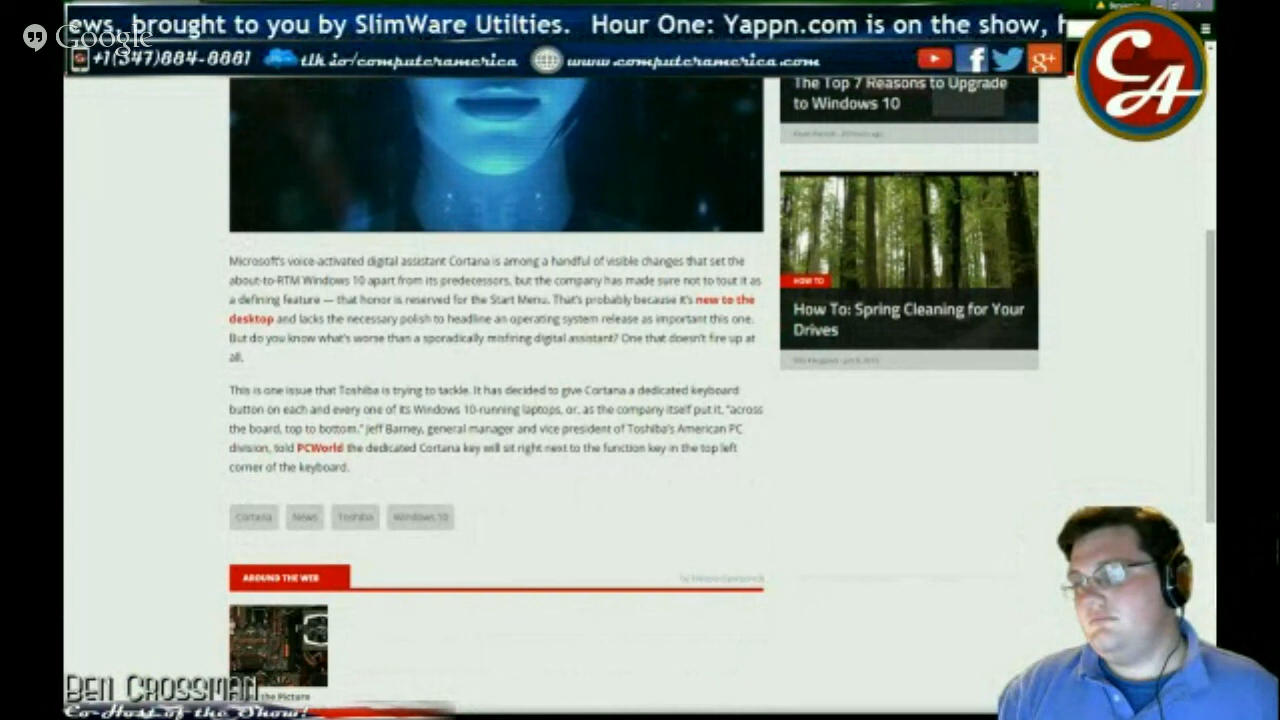 ews, brought to you by SlimWare Utilties. Hour One: Yappn.com is on the show, h
Google
+1(347)884-8881 tlk.io/computeramerica www.computeramerica.com
CA
The Top 7 Reasons to Upgrade
to Windows 10
HOW TO
How To: Spring Cleaning for Your
Drives
Microsoft's voice-activated digital assistant Cortana is among a handful of visible changes that set the
about-to-RTM Windows 10 apart from its predecessors, but the company has made sure not to tout it as
a defining feature — that honor is reserved for the Start Menu. That's probably because it's new to the
desktop and lacks the necessary polish to headline an operating system release as important this one.
But do you know what's worse than a sporadically misfiring digital assistant? One that doesn't fire up at
all.
This is one issue that Toshiba is trying to tackle. It has decided to give Cortana a dedicated keyboard
button on each and every one of its Windows 10-running laptops, or, as the company itself put it, "across
the board, top to bottom." Jeff Barney, general manager and vice president of Toshiba's American PC
division, told PCWorld the dedicated Cortana key will sit right next to the function key in the top left
corner of the keyboard.
Cortana News Toshiba Windows 10
AROUND THE WEB
the Picture
BEN CROSSMAN
Co-Host of the Show!